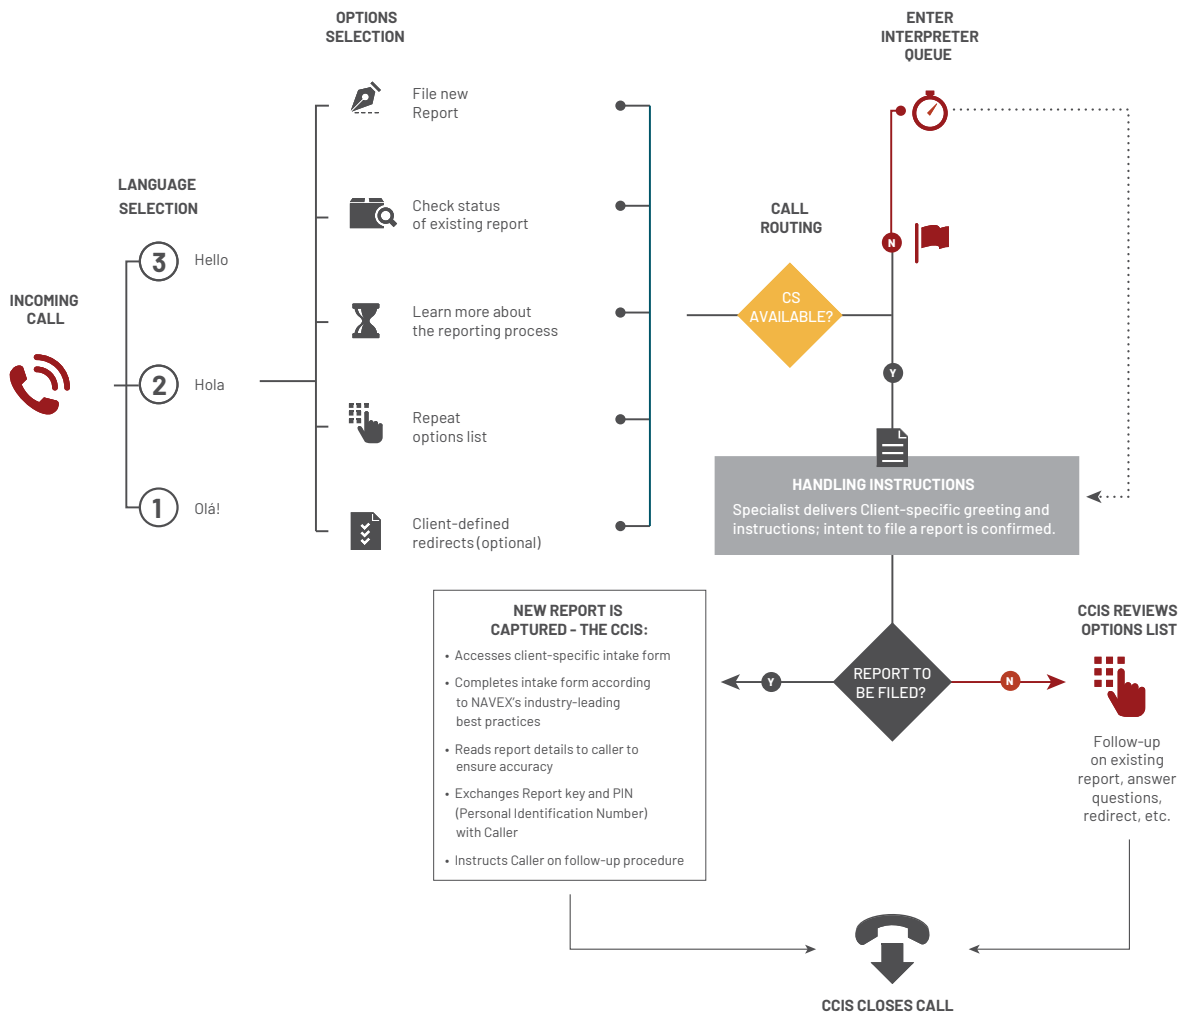 INCOMING
CALL
LANGUAGE
SELECTION
3
Hello
2
Hola
1
Olá!
OPTIONS
SELECTION
File new
Report
Check status
of existing report
Learn more about
the reporting process
Repeat
options list
Client-defined
redirects (optional)
CALL
ROUTING
CS
AVAILABLE?
ENTER
INTERPRETER
QUEUE
N
Y
HANDLING INSTRUCTIONS
Specialist delivers Client-specific greeting and
instructions; intent to file a report is confirmed.
REPORT TO
BE FILED?
Y
N
NEW REPORT IS
CAPTURED - THE CCIS:
• Accesses client-specific intake form
• Completes intake form according
to NAVEX's industry-leading
best practices
• Reads report details to caller to
ensure accuracy
• Exchanges Report key and PIN
(Personal Identification Number)
with Caller
• Instructs Caller on follow-up procedure
CCIS REVIEWS
OPTIONS LIST
Follow-up
on existing
report, answer
questions,
redirect, etc.
CCIS CLOSES CALL